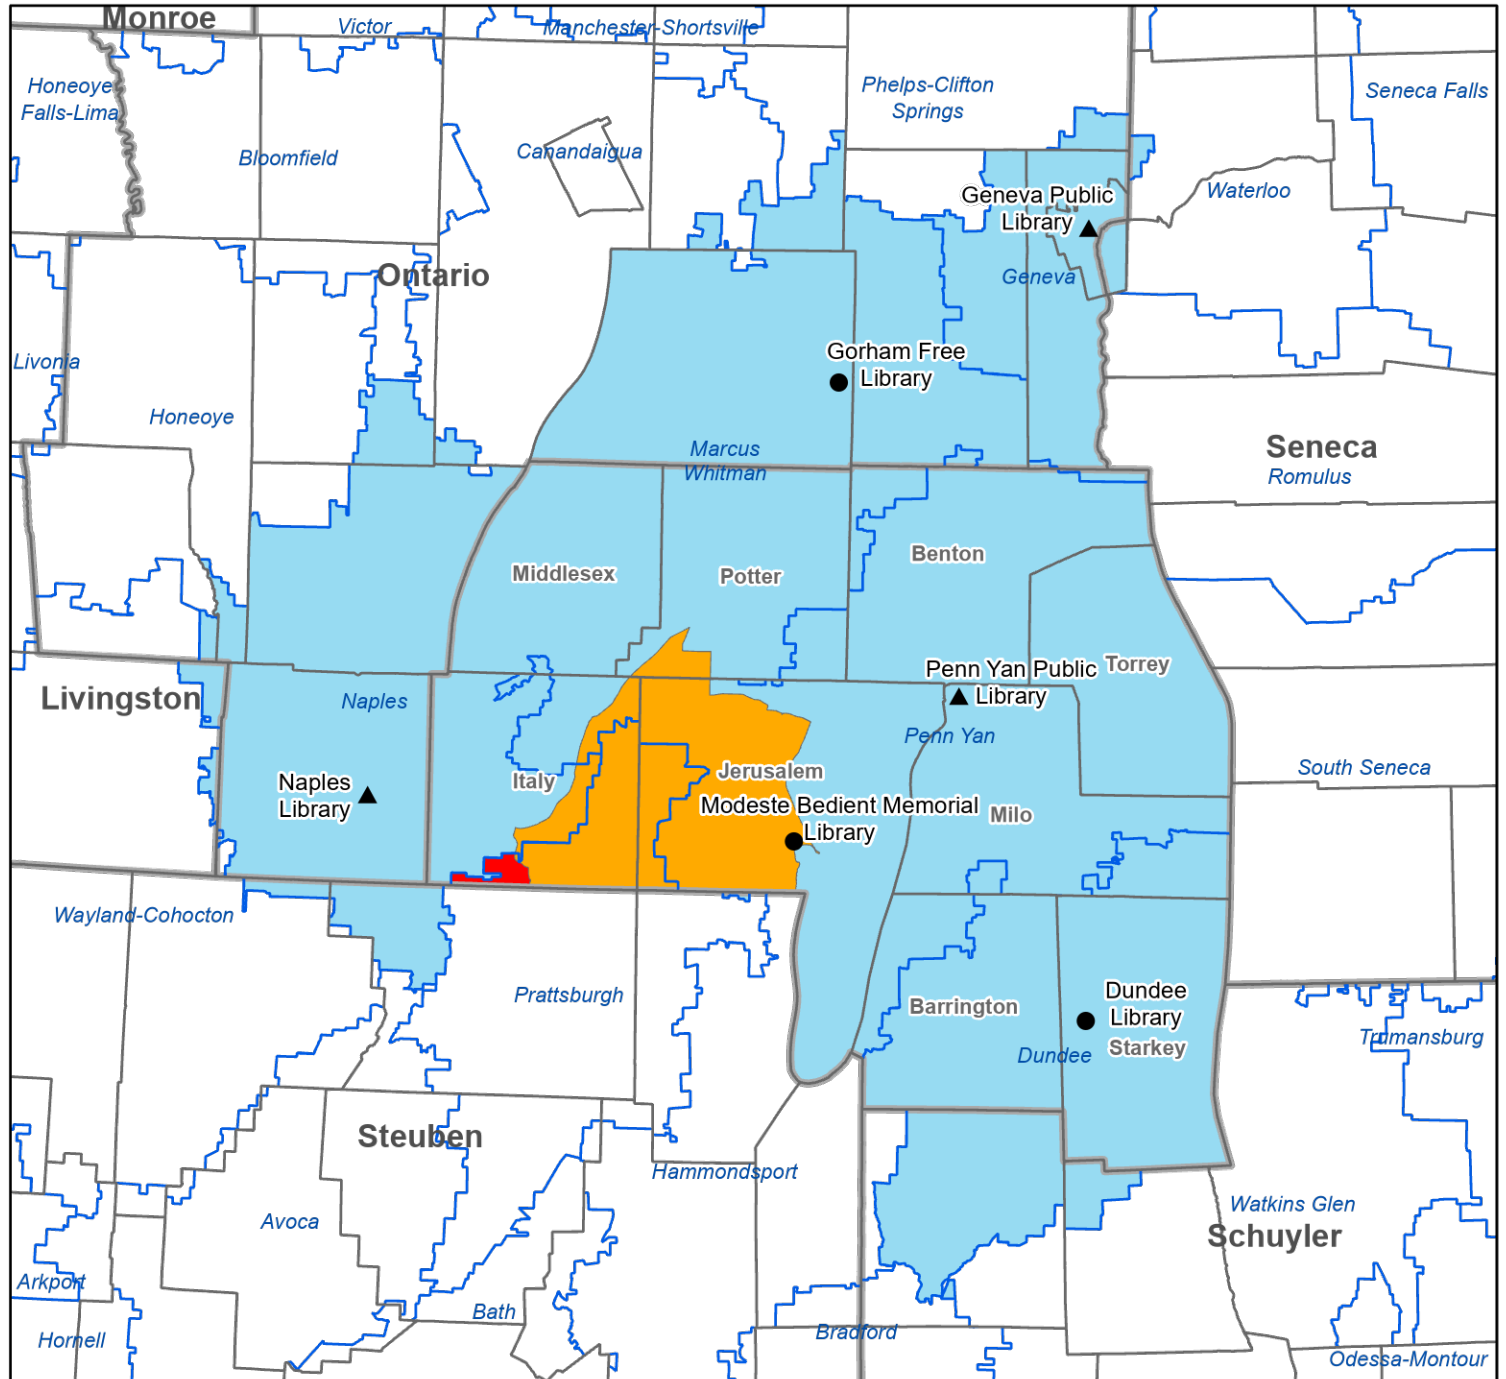 Monroe
Victor
Manchester-Shortsville
Honeoye
Falls-Lima
Phelps-Clifton
Springs
Seneca Falls
Bloomfield
Canandaigua
Waterloo
Geneva Public
Library
Ontario
Geneva
Livonia
Gorham Free
Library
Honeoye
Marcus
Whitman
Seneca
Romulus
Middlesex
Potter
Benton
Torrey
Penn Yan Public
Library
Livingston
Naples
Penn Yan
South Seneca
Naples
Library
Italy
Jerusalem
Modeste Bedient Memorial
Library
Milo
Wayland-Cohocton
Prattsburgh
Barrington
Dundee
Library
Starkey
Dundee
Trumansburg
Steuben
Hammondsport
Watkins Glen
Schuyler
Avoca
Arkport
Bath
Hornell
Bradford
Odessa-Montour